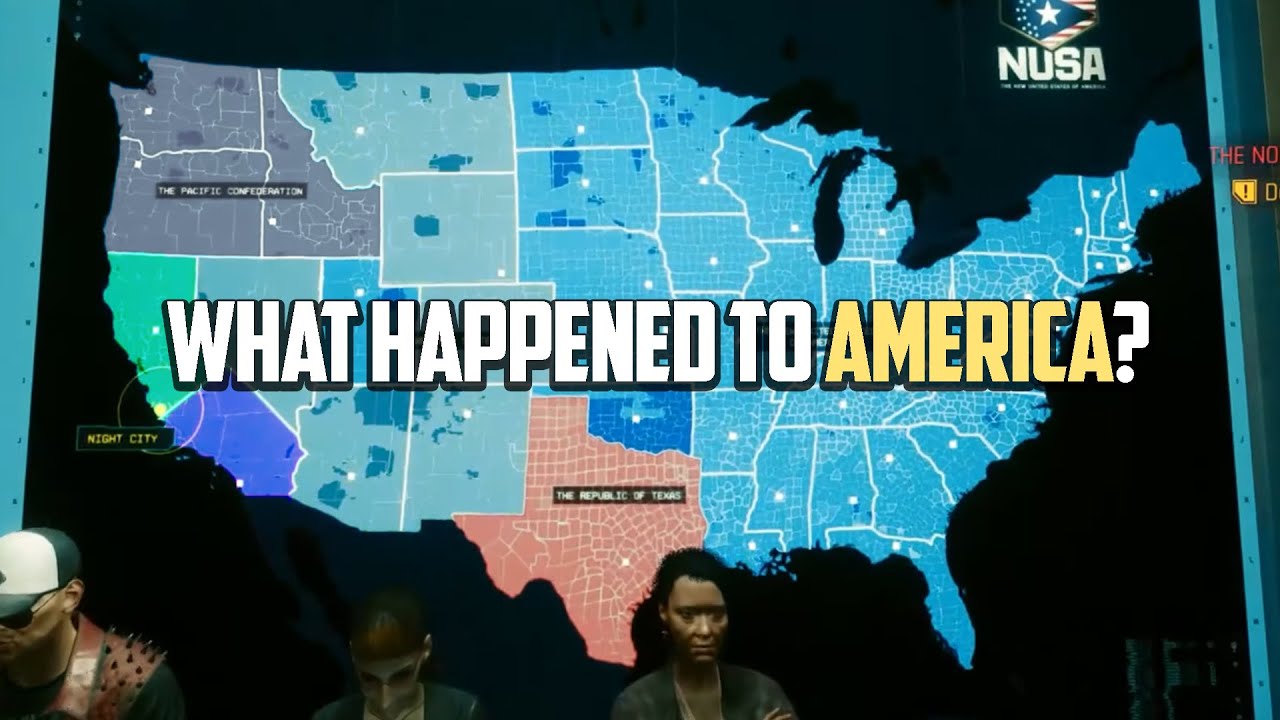 NUSA
THE NEW UNITED STATES OF AMERICA
THE NO
D
THE PACIFIC CONFEDERATION
WHAT HAPPENED TO AMERICA?
NIGHT CITY
THE REPUBLIC OF TEXAS